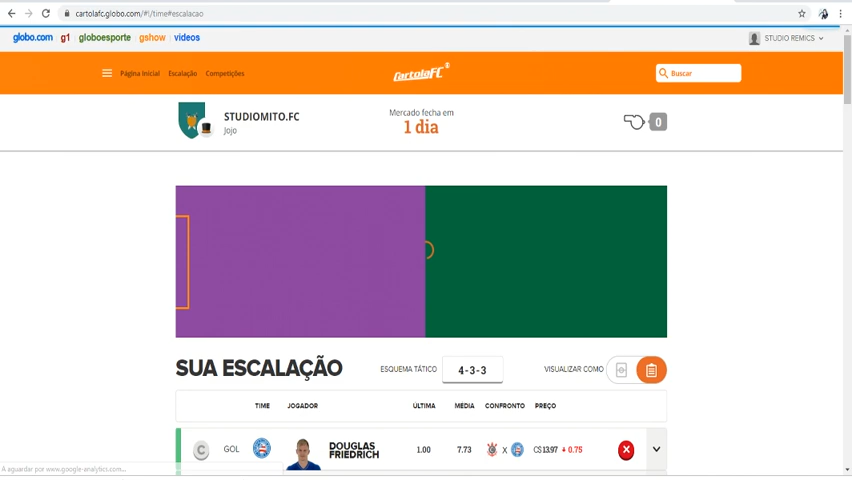 cartolafc.globo.com/#!/time#escalacao
globo.com g1 globoesporte gshow videos
STUDIO REMICS
Página Inicial Escalação Competições
CartolaFC
Buscar
STUDIOMITO.FC
Jojo
Mercado fecha em
1 dia
0
SUA ESCALAÇÃO
ESQUEMA TÁTICO 4-3-3 VISUALIZAR COMO
TIME JOGADOR ÚLTIMA MÉDIA CONFRONTO PREÇO
C GOL DOUGLAS FRIEDRICH 1.00 7.73 X C$ 13.97 0.75
A aguardar por www.google-analytics.com...